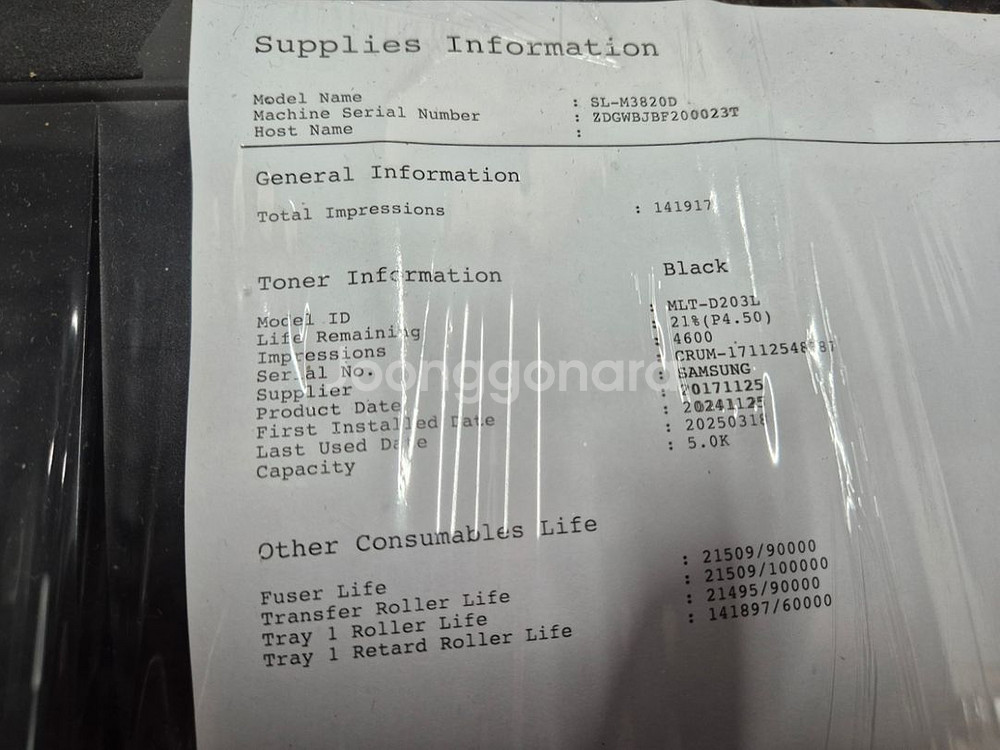 Supplies Information
Model Name : SL-M3820D
Machine Serial Number : ZDGWBJBF200023T
Host Name :
General Information
Total Impressions : 141917
Toner Information Black
Model ID : MLT-D203L
Life Remaining : 21%(P4.50)
Impressions : 4600
Serial No. :
Supplier : SAMSUNG
Product Date : 20171125
First Installed Date : 20241125
Last Used Date : 20250318
Capacity : 5.0K
joonggonara
Other Consumables Life
Fuser Life : 21509/90000
Transfer Roller Life : 21509/100000
Tray 1 Roller Life : 21495/90000
Tray 1 Retard Roller Life : 141897/60000